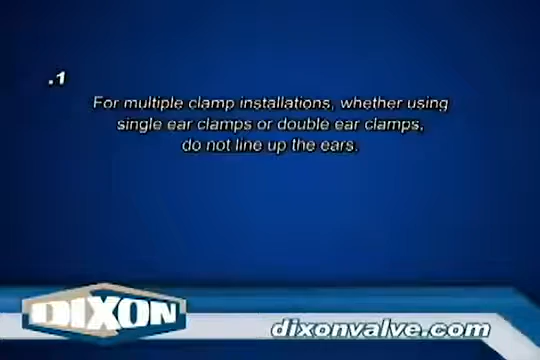 .1
For multiple clamp installations, whether using
single ear clamps or double ear clamps,
do not line up the ears.
DIXON
dixonvalve.com